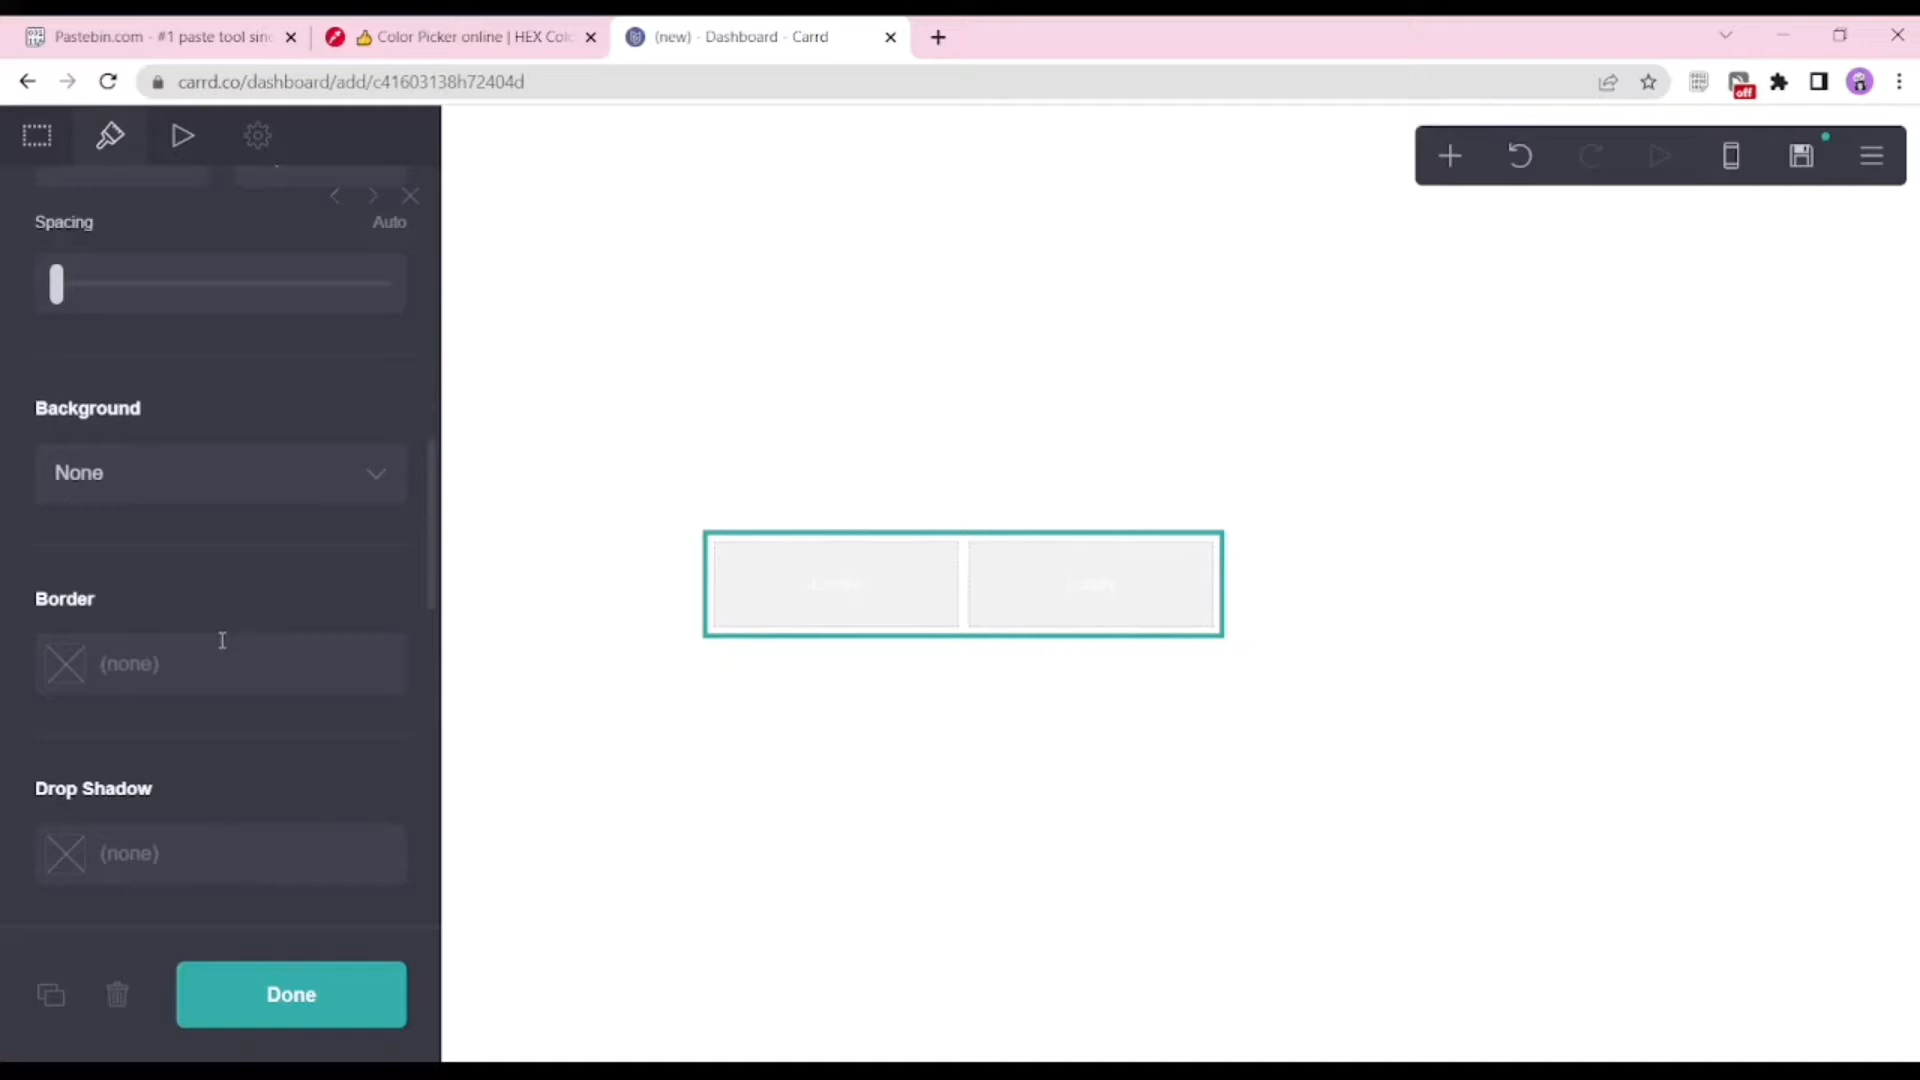 Pastebin.com - #1 paste tool sinc
Color Picker online | HEX Colo
(new) - Dashboard - Carrd
carrd.co/dashboard/add/c41603138h72404d
off
Spacing
Auto
Background
None
Border
(none)
Drop Shadow
(none)
Done